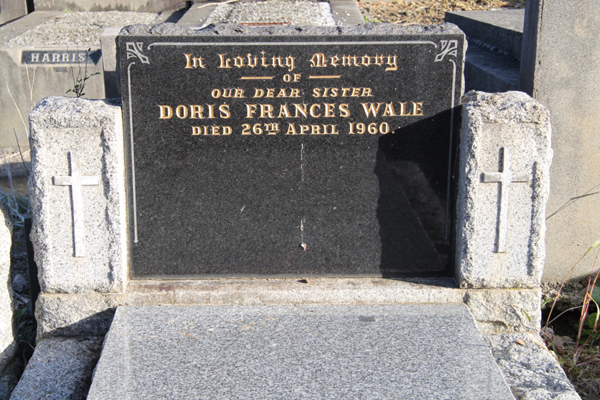 HARRIS
In Loving Memory
OF
OUR DEAR SISTER
DORIS FRANCES WALE
DIED 26TH APRIL 1960.